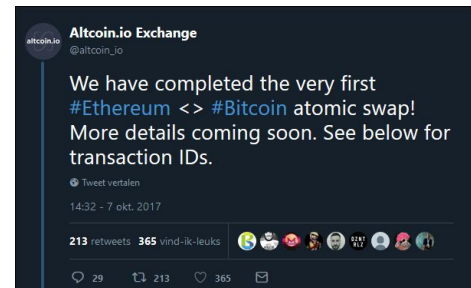 altcoin.io
Altcoin.io Exchange
@altcoin_io
We have completed the very first
#Ethereum <> #Bitcoin atomic swap!
More details coming soon. See below for
transaction IDs.
Tweet vertalen
14:32 - 7 okt. 2017
213 retweets 365 vind-ik-leuks
29 213 365